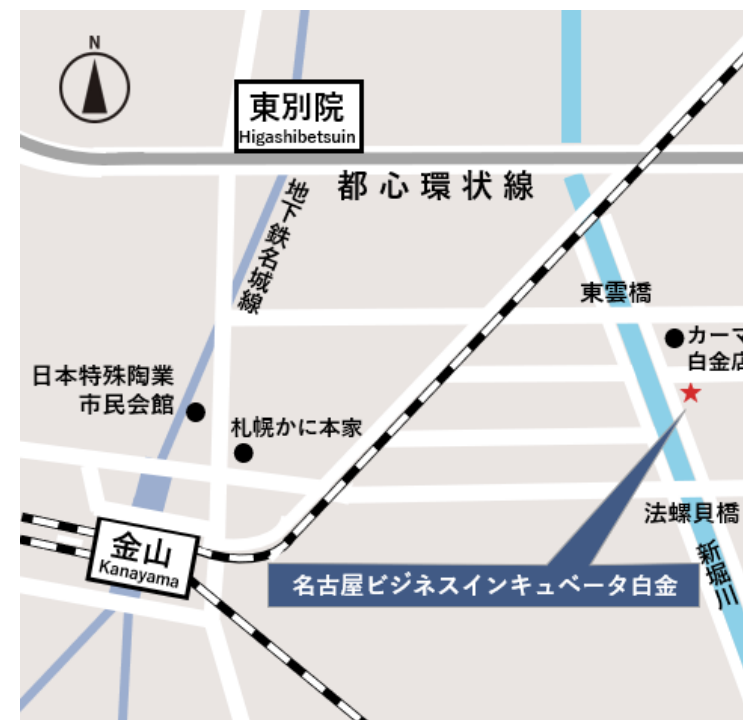 N
東別院
Higashibetsuin
都心環状線
地下鉄名城線
東雲橋
カーマ
白金店
日本特殊陶業
市民会館
札幌かに本家
法螺貝橋
新堀川
金山
Kanayama
名古屋ビジネスインキュベータ白金